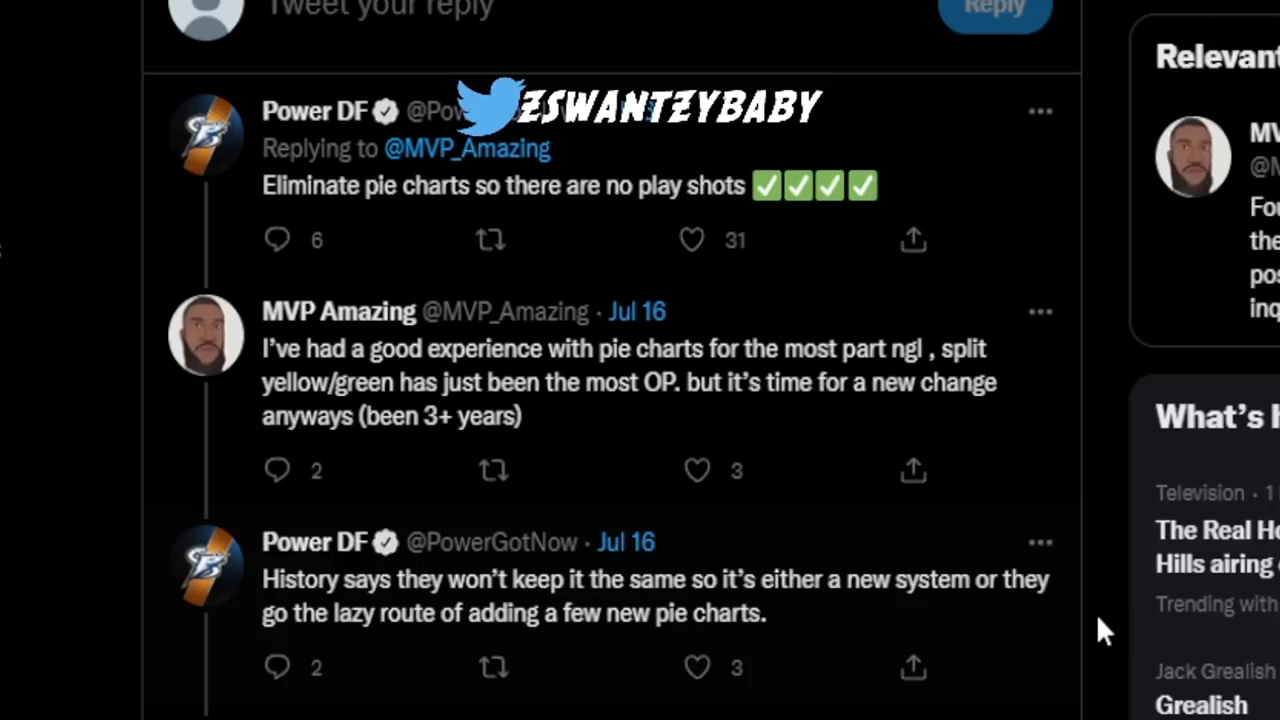 Tweet your reply
Reply
Power DF @Pow
ZSWANTZYBABY
Replying to @MVP_Amazing
Eliminate pie charts so there are no play shots ✅✅✅✅
6 31
MVP Amazing @MVP_Amazing · Jul 16
I’ve had a good experience with pie charts for the most part ngl , split
yellow/green has just been the most OP. but it’s time for a new change
anyways (been 3+ years)
2 3
Power DF @PowerGotNow · Jul 16
History says they won’t keep it the same so it’s either a new system or they
go the lazy route of adding a few new pie charts.
2 3
Relevant
What’s
Television · 1
The Real
Hills airing
Trending with
Jack Grealish
Grealish